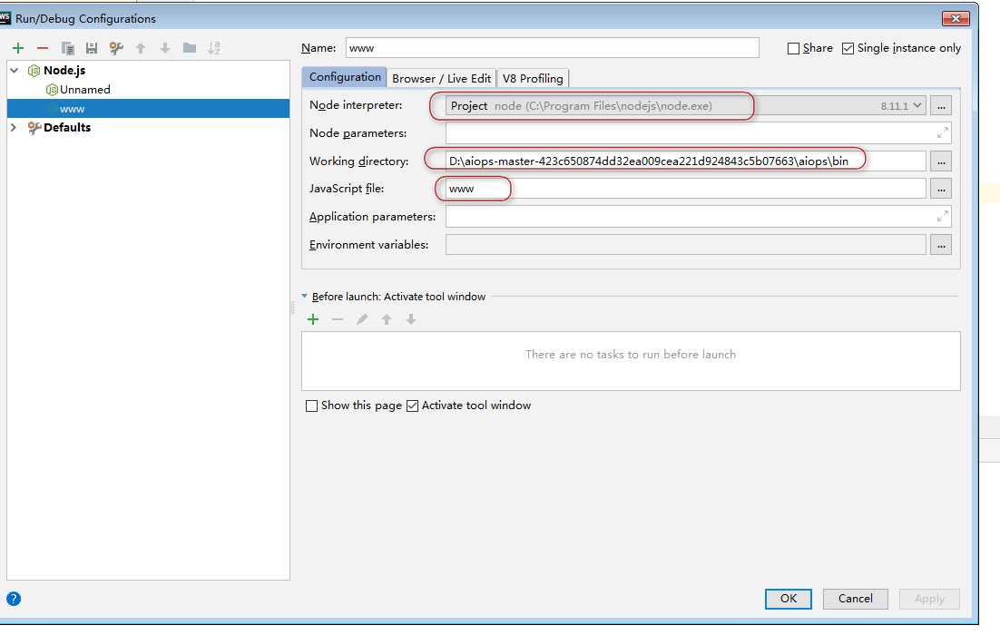 WS Run/Debug Configurations
Name: www Share Single instance only
Node.js
Unnamed
www
Defaults
Configuration Browser / Live Edit V8 Profiling
Node interpreter: Project node (C:\Program Files\nodejs\node.exe) 8.11.1 ...
Node parameters:
Working directory: D:\aiops-master-423c650874dd32ea009cea221d924843c5b07663\aiops\bin ...
JavaScript file: www ...
Application parameters:
Environment variables: ...
Before launch: Activate tool window
There are no tasks to run before launch
Show this page Activate tool window
? OK Cancel Apply